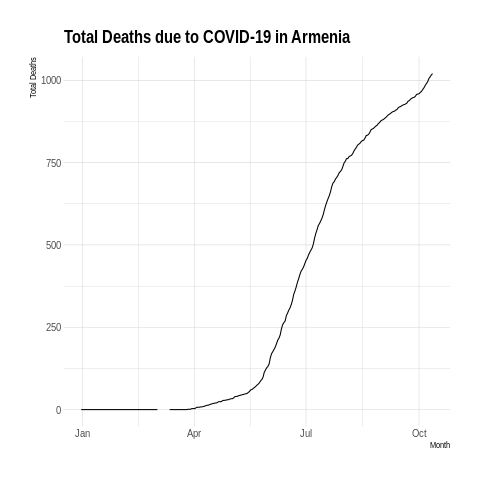 Total Deaths due to COVID-19 in Armenia
Total Deaths
1000
750
500
250
0
Jan Apr Jul Oct
Month